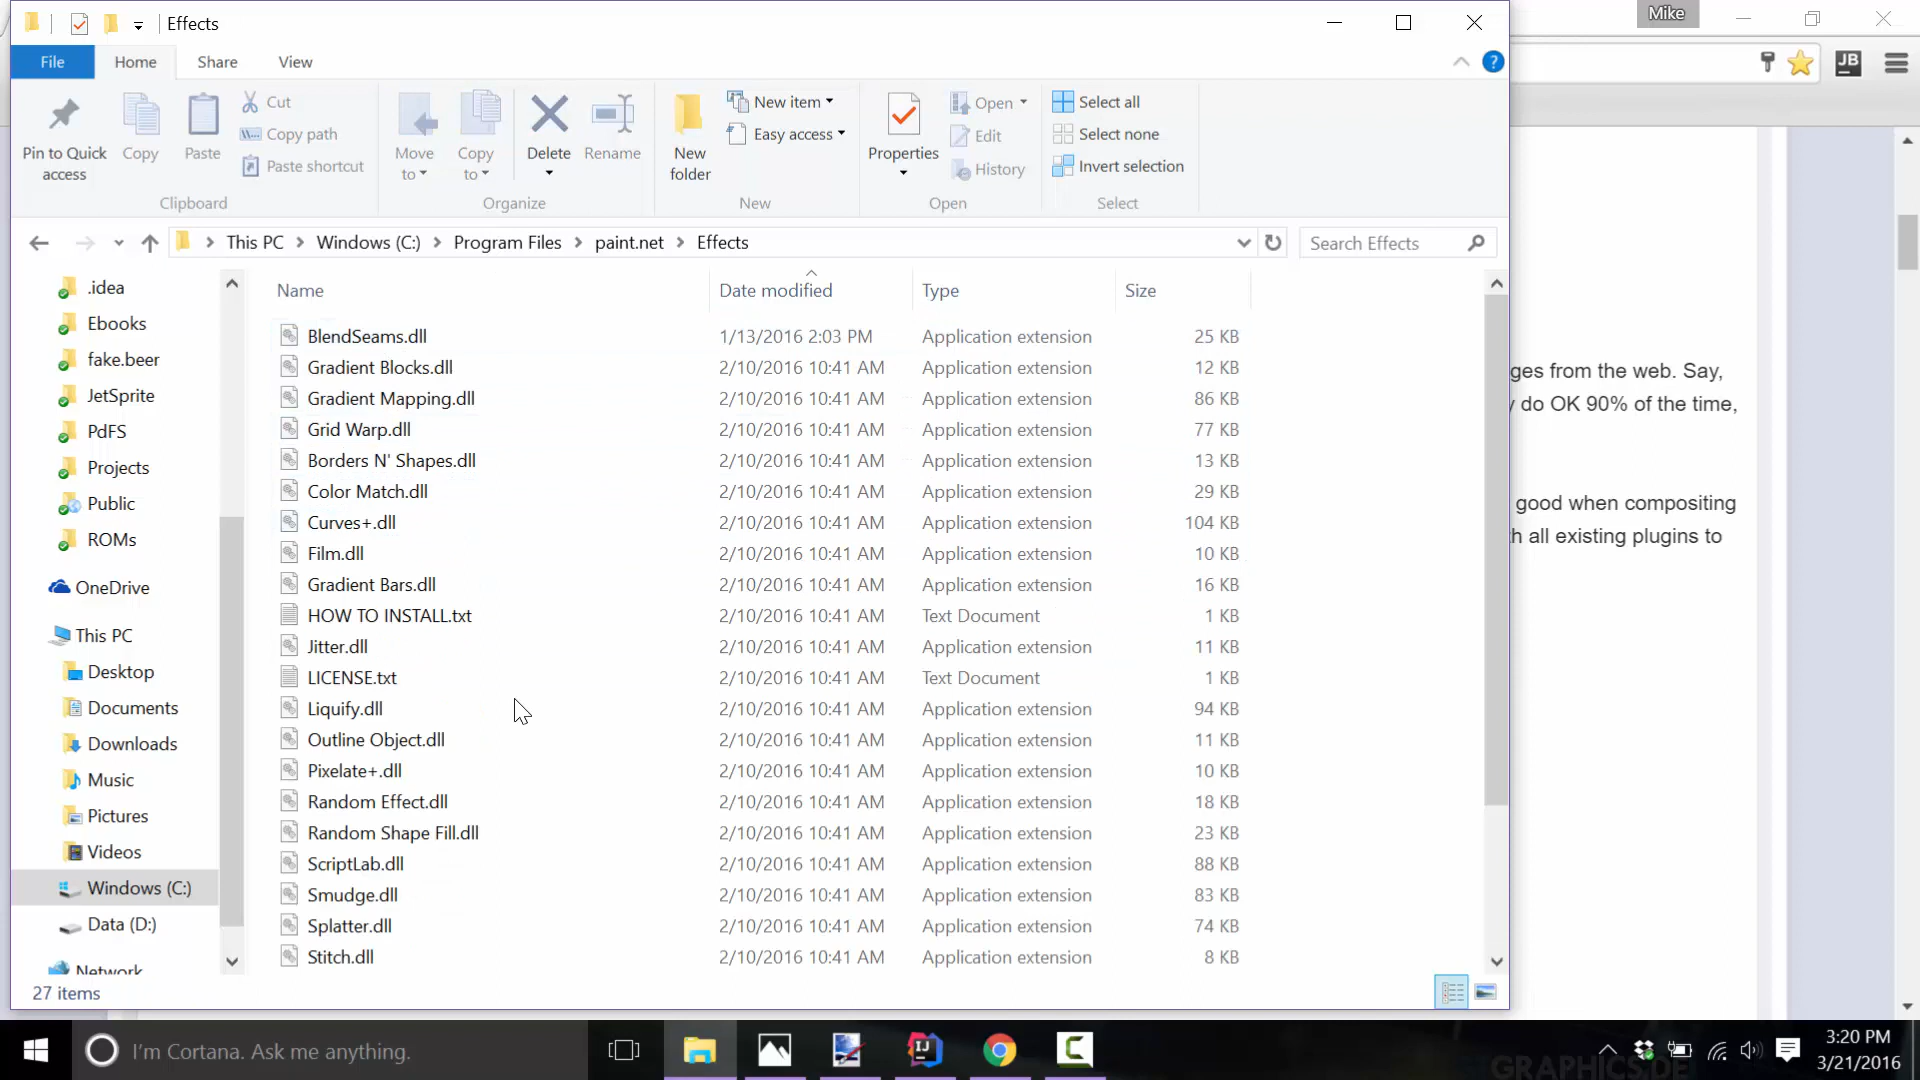 Effects
Mike
File
Home
Share
View
Pin to Quick access
Copy
Paste
Cut
Copy path
Paste shortcut
Move to
Copy to
Delete
Rename
New folder
New item
Easy access
Properties
Open
Edit
History
Select all
Select none
Invert selection
Clipboard
Organize
New
Open
Select
JB
This PC
Windows (C:)
Program Files
paint.net
Effects
Search Effects
Name
Date modified
Type
Size
.idea
Ebooks
fake.beer
JetSprite
PdFS
Projects
Public
ROMs
OneDrive
This PC
Desktop
Documents
Downloads
Music
Pictures
Videos
Windows (C:)
Data (D:)
Network
BlendSeams.dll 1/13/2016 2:03 PM Application extension 25 KB
Gradient Blocks.dll 2/10/2016 10:41 AM Application extension 12 KB
Gradient Mapping.dll 2/10/2016 10:41 AM Application extension 86 KB
Grid Warp.dll 2/10/2016 10:41 AM Application extension 77 KB
Borders N' Shapes.dll 2/10/2016 10:41 AM Application extension 13 KB
Color Match.dll 2/10/2016 10:41 AM Application extension 29 KB
Curves+.dll 2/10/2016 10:41 AM Application extension 104 KB
Film.dll 2/10/2016 10:41 AM Application extension 10 KB
Gradient Bars.dll 2/10/2016 10:41 AM Application extension 16 KB
HOW TO INSTALL.txt 2/10/2016 10:41 AM Text Document 1 KB
Jitter.dll 2/10/2016 10:41 AM Application extension 11 KB
LICENSE.txt 2/10/2016 10:41 AM Text Document 1 KB
Liquify.dll 2/10/2016 10:41 AM Application extension 94 KB
Outline Object.dll 2/10/2016 10:41 AM Application extension 11 KB
Pixelate+.dll 2/10/2016 10:41 AM Application extension 10 KB
Random Effect.dll 2/10/2016 10:41 AM Application extension 18 KB
Random Shape Fill.dll 2/10/2016 10:41 AM Application extension 23 KB
ScriptLab.dll 2/10/2016 10:41 AM Application extension 88 KB
Smudge.dll 2/10/2016 10:41 AM Application extension 83 KB
Splatter.dll 2/10/2016 10:41 AM Application extension 74 KB
Stitch.dll 2/10/2016 10:41 AM Application extension 8 KB
ges from the web. Say,
do OK 90% of the time,
good when compositing
all existing plugins to
27 items
I'm Cortana. Ask me anything.
IJ
3:20 PM
3/21/2016